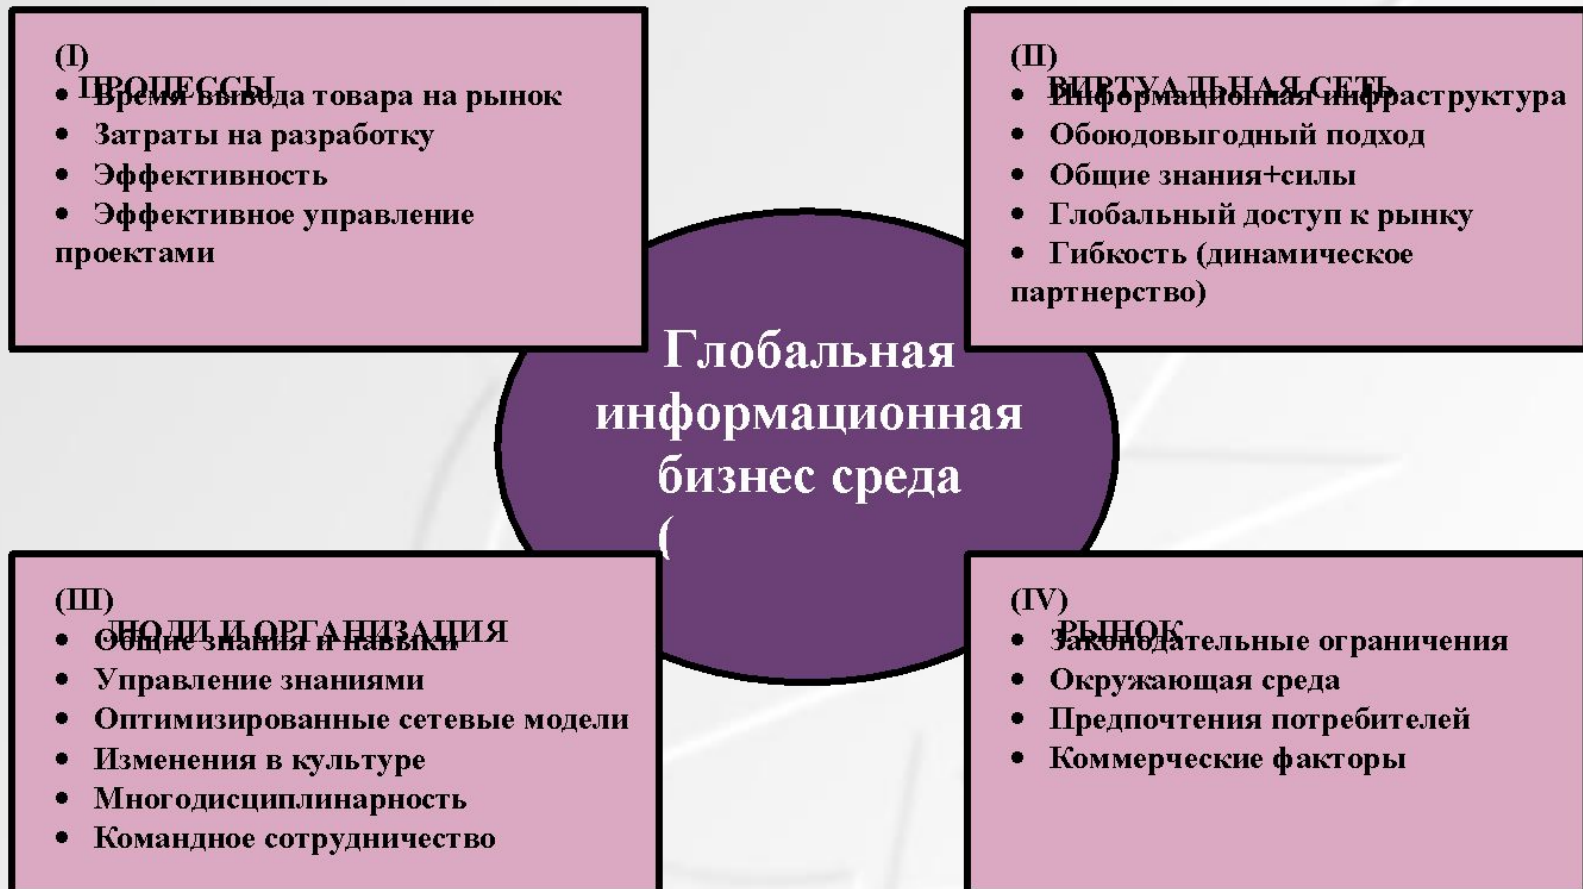 (I)
ПРОЦЕССЫ
• Время вывода товара на рынок
• Затраты на разработку
• Эффективность
• Эффективное управление
проектами
(II)
ВИРТУАЛЬНАЯ СЕТЬ
• Информационная инфраструктура
• Обоюдовыгодный подход
• Общие знания+силы
• Глобальный доступ к рынку
• Гибкость (динамическое
партнерство)
Глобальная
информационная
бизнес среда
(
(III)
ЛЮДИ И ОРГАНИЗАЦИЯ
• Общие знания и навыки
• Управление знаниями
• Оптимизированные сетевые модели
• Изменения в культуре
• Многодисциплинарность
• Командное сотрудничество
(IV)
РЫНОК
• Законодательные ограничения
• Окружающая среда
• Предпочтения потребителей
• Коммерческие факторы